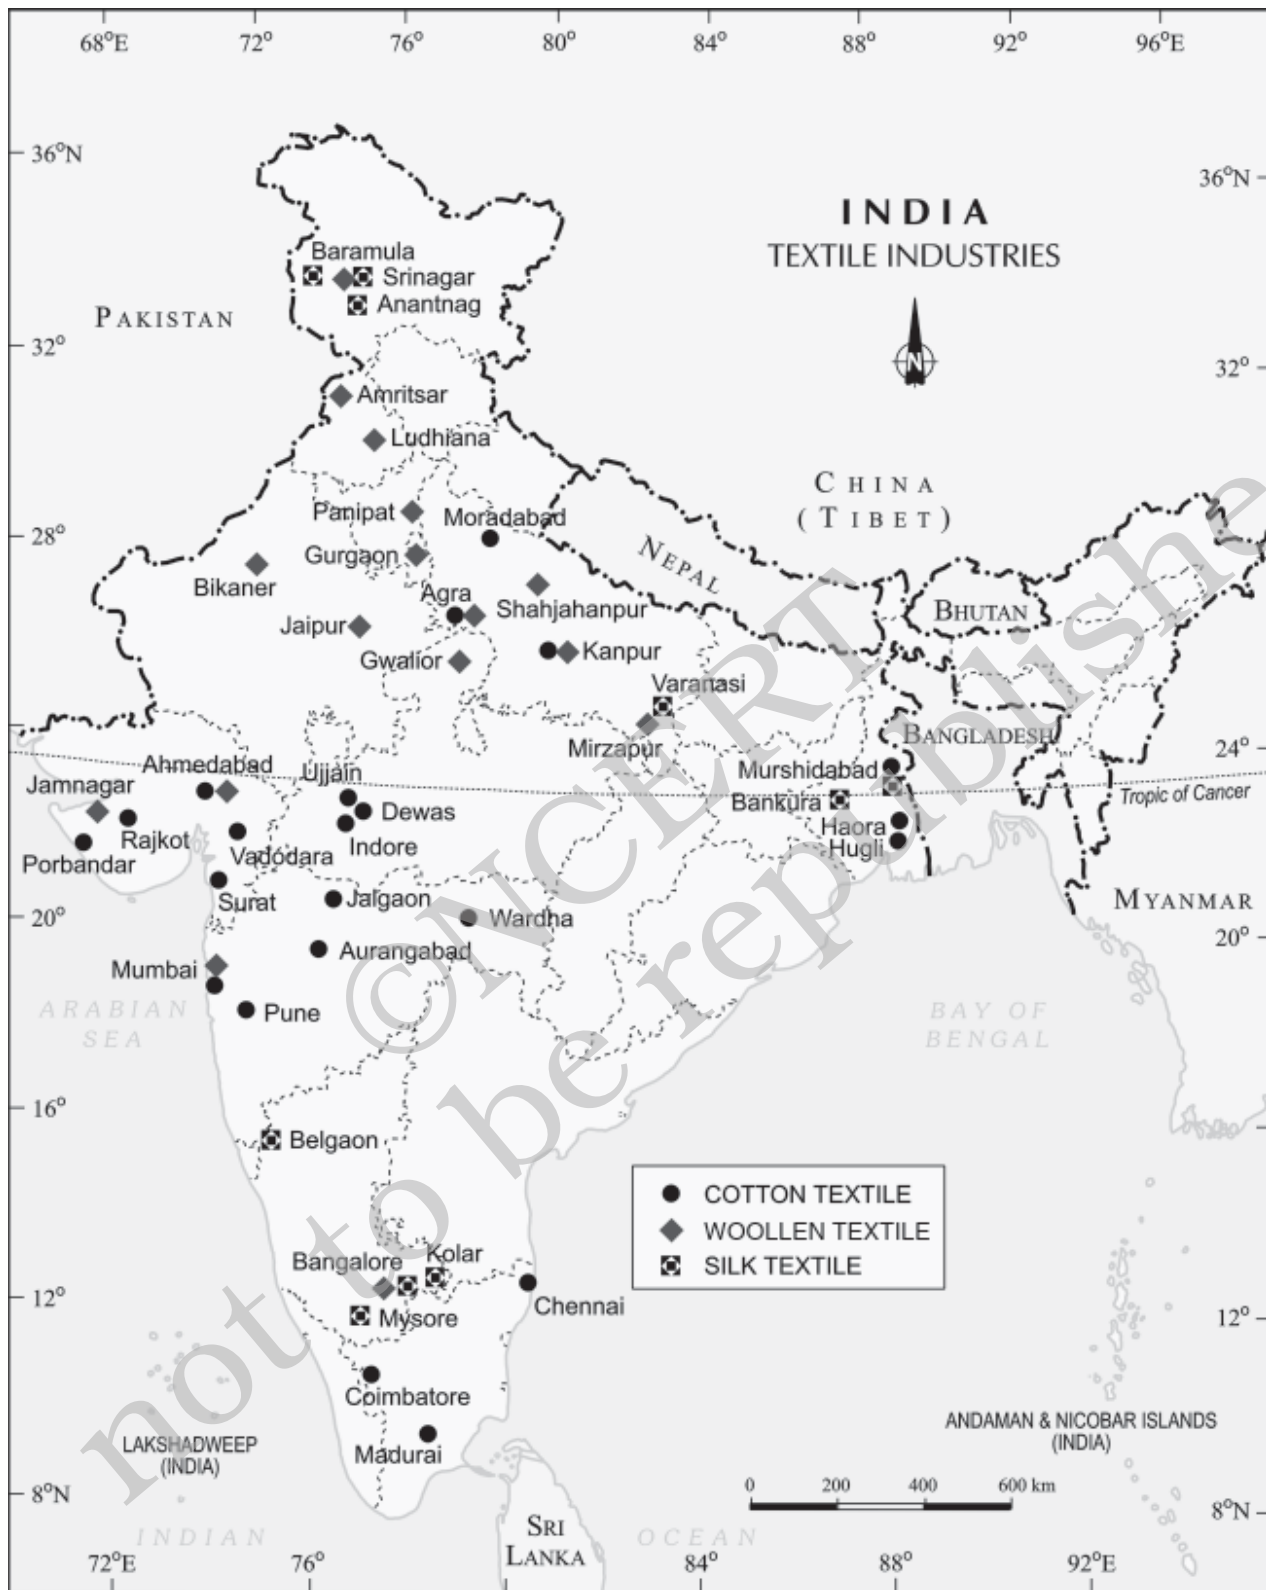 68°E 72° 76° 80° 84° 88° 92° 96°E
36°N
36°N
INDIA
TEXTILE INDUSTRIES
Baramula
Srinagar
Anantnag
PAKISTAN
N
32°
32°
Amritsar
Ludhiana
CHINA
(TIBET)
Panipat
Moradabad
28°
28°
Gurgaon
NEPAL
Bikaner
Agra
Shahjahanpur
BHUTAN
Jaipur
Gwalior
Kanpur
Varanasi
Mirzapur
BANGLADESH
24°
Ahmedabad
Ujjain
Murshidabad
Jamnagar
Bankura
Tropic of Cancer
Dewas
Rajkot
Haora
Indore
Hugli
Vadodara
Porbandar
Surat
Jalgaon
MYANMAR
20°
Wardha
20°
Aurangabad
Mumbai
ARABIAN
SEA
Pune
BAY OF
BENGAL
16°
Belgaon
COTTON TEXTILE
WOOLLEN TEXTILE
SILK TEXTILE
Kolar
Bangalore
12°
Chennai
12°
Mysore
Coimbatore
Madurai
LAKSHADWEEP
(INDIA)
ANDAMAN & NICOBAR ISLANDS
(INDIA)
0 200 400 600 km
8°N
8°N
SRI
LANKA
INDIAN OCEAN
72°E 76° 84° 88° 92°E
©NCERT
not to be republishe